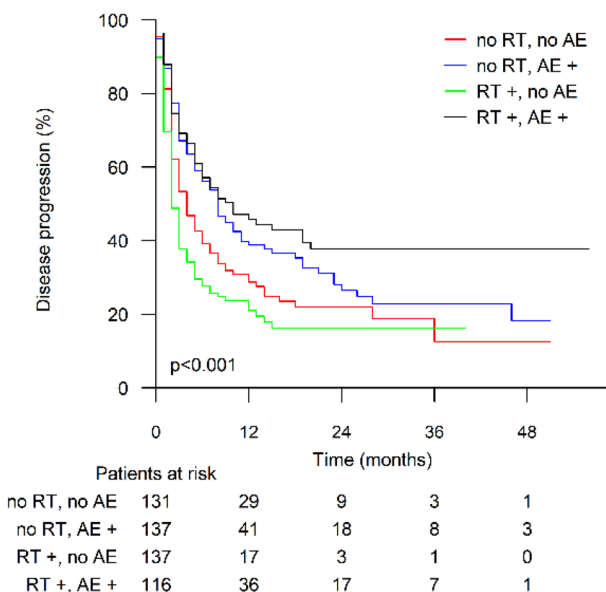 100
80
60
40
20
0
Disease progression (%)
no RT, no AE
no RT, AE +
RT +, no AE
RT +, AE +
p<0.001
0 12 24 36 48
Time (months)
Patients at risk
no RT, no AE 131 29 9 3 1
no RT, AE + 137 41 18 8 3
RT +, no AE 137 17 3 1 0
RT +, AE + 116 36 17 7 1